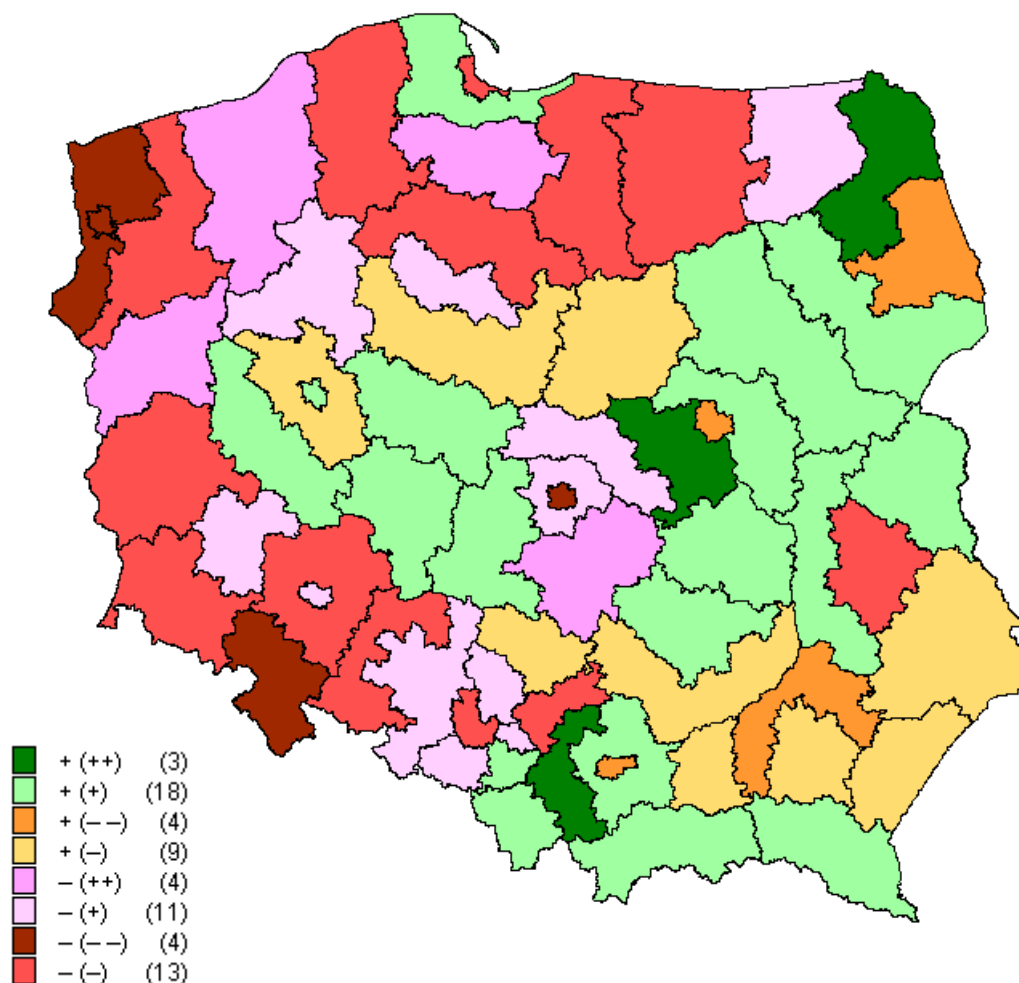 + (++) (3)
+ (+) (18)
+ (– –) (4)
+ (–) (9)
– (++) (4)
– (+) (11)
– (– –) (4)
– (–) (13)